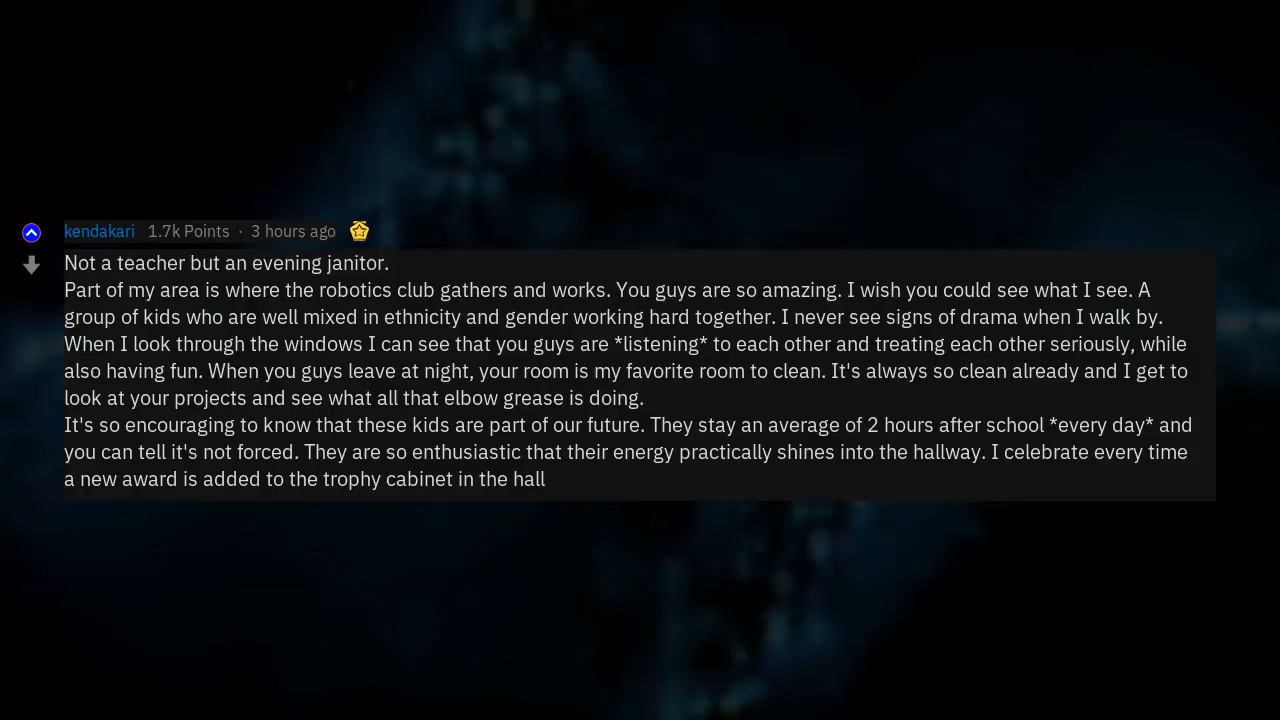 kendakari 1.7k Points · 3 hours ago
Not a teacher but an evening janitor.
Part of my area is where the robotics club gathers and works. You guys are so amazing. I wish you could see what I see. A
group of kids who are well mixed in ethnicity and gender working hard together. I never see signs of drama when I walk by.
When I look through the windows I can see that you guys are *listening* to each other and treating each other seriously, while
also having fun. When you guys leave at night, your room is my favorite room to clean. It's always so clean already and I get to
look at your projects and see what all that elbow grease is doing.
It's so encouraging to know that these kids are part of our future. They stay an average of 2 hours after school *every day* and
you can tell it's not forced. They are so enthusiastic that their energy practically shines into the hallway. I celebrate every time
a new award is added to the trophy cabinet in the hall